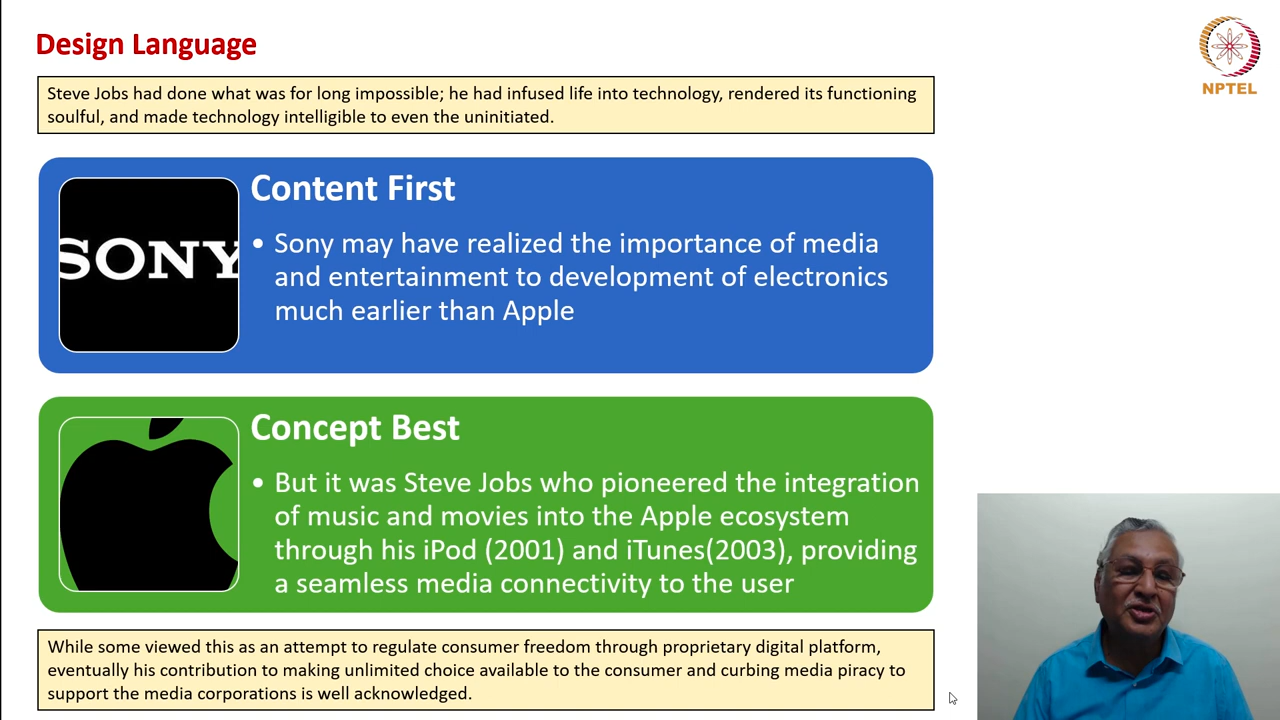 Design Language
NPTEL
Steve Jobs had done what was for long impossible; he had infused life into technology, rendered its functioning
soulful, and made technology intelligible to even the uninitiated.
SONY
Content First
• Sony may have realized the importance of media
and entertainment to development of electronics
much earlier than Apple
Concept Best
• But it was Steve Jobs who pioneered the integration
of music and movies into the Apple ecosystem
through his iPod (2001) and iTunes(2003), providing
a seamless media connectivity to the user
While some viewed this as an attempt to regulate consumer freedom through proprietary digital platform,
eventually his contribution to making unlimited choice available to the consumer and curbing media piracy to
support the media corporations is well acknowledged.